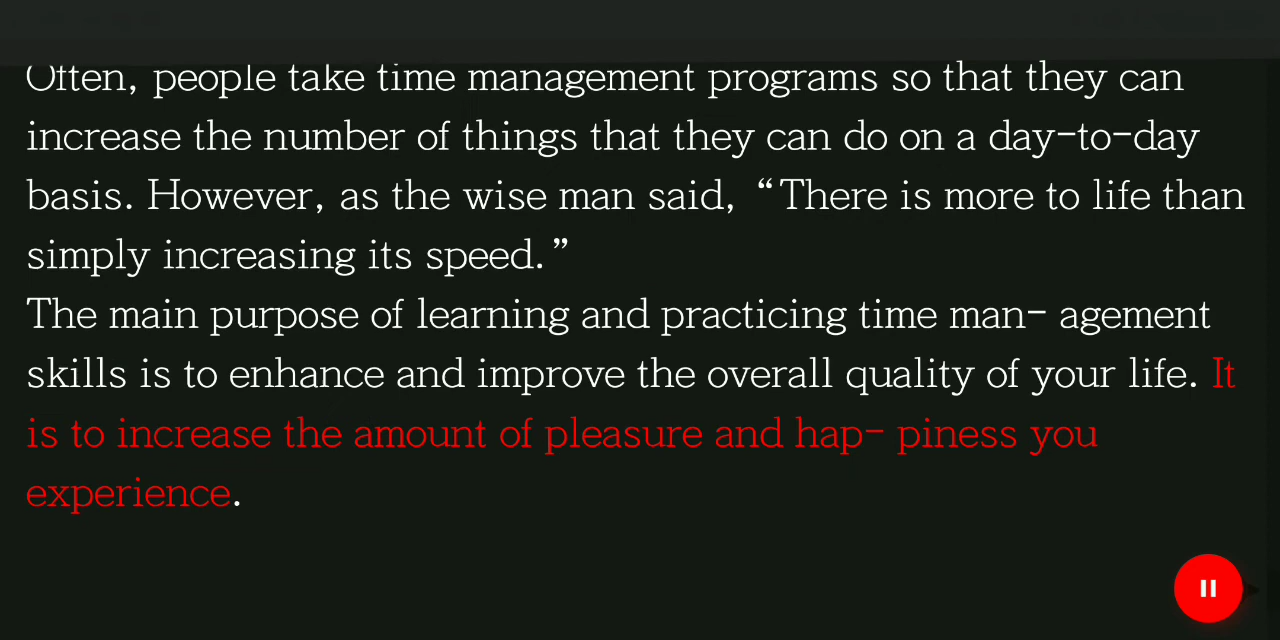 Often, people take time management programs so that they can
increase the number of things that they can do on a day-to-day
basis. However, as the wise man said, “There is more to life than
simply increasing its speed.”
The main purpose of learning and practicing time man- agement
skills is to enhance and improve the overall quality of your life. It
is to increase the amount of pleasure and hap- piness you
experience.